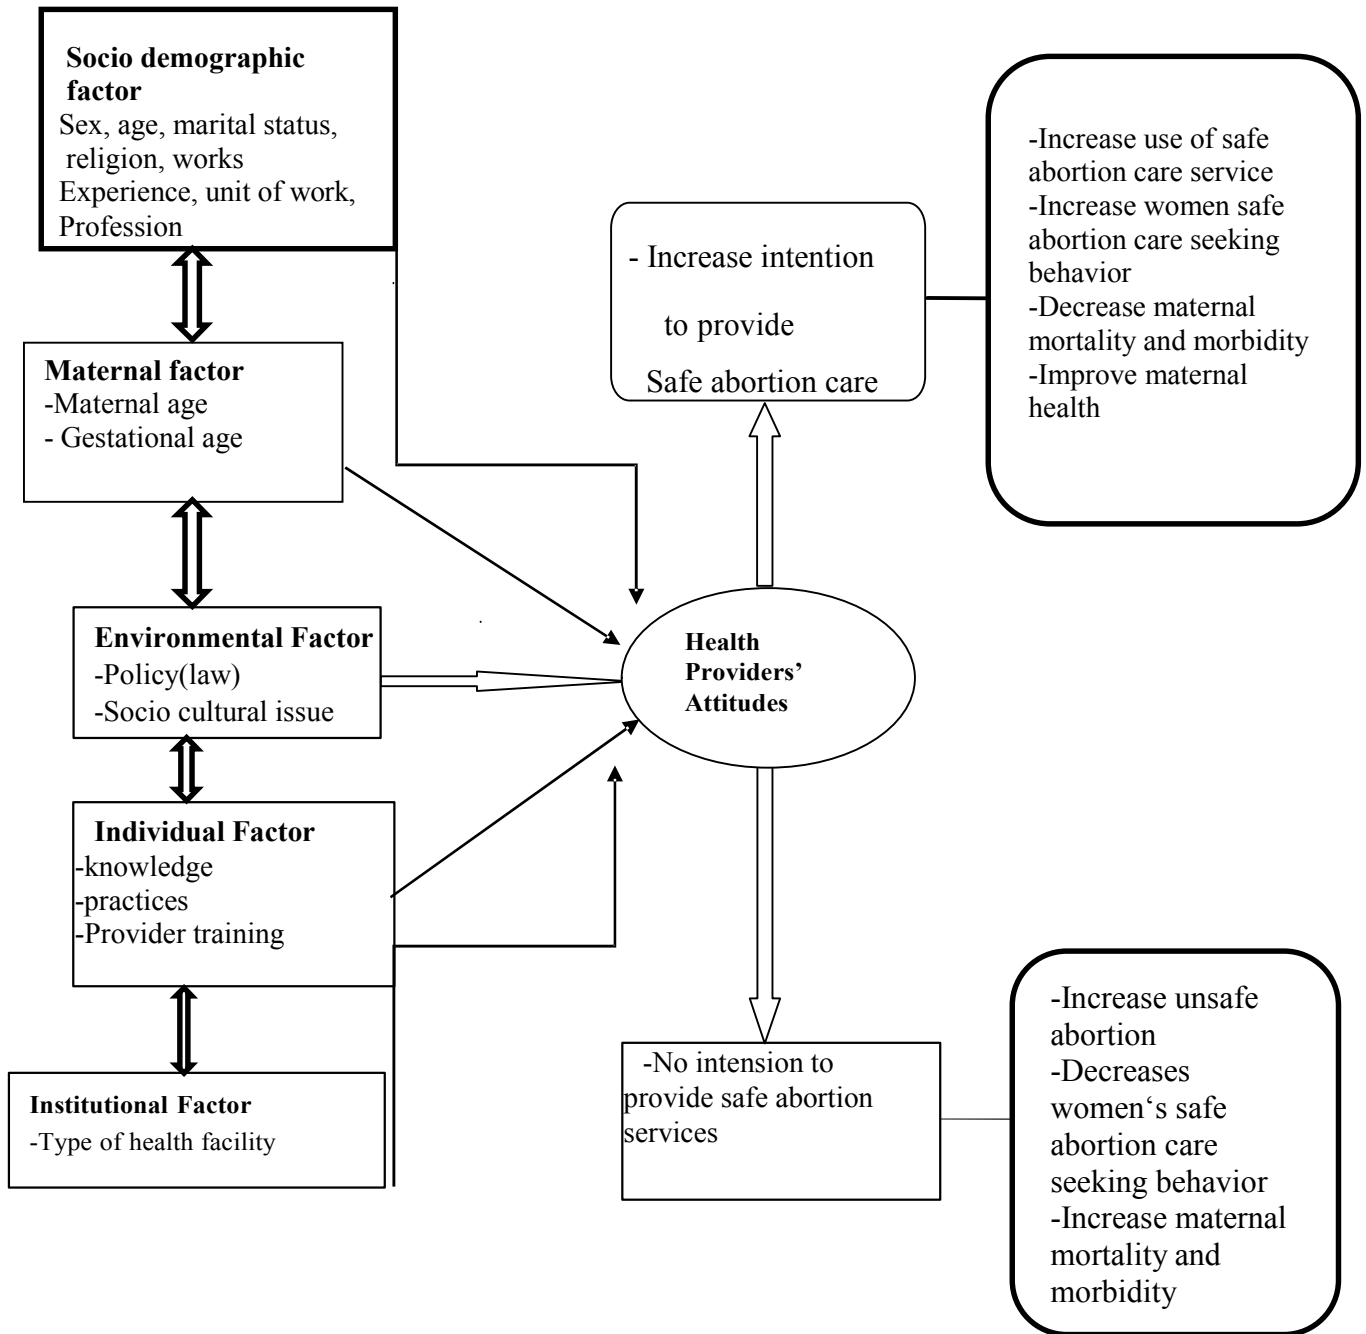 Socio demographic
factor
Sex, age, marital status,
religion, works
Experience, unit of work,
Profession
Maternal factor
-Maternal age
- Gestational age
Environmental Factor
-Policy(law)
-Socio cultural issue
Individual Factor
-knowledge
-practices
-Provider training
Institutional Factor
-Type of health facility
Health
Providers’
Attitudes
- Increase intention
to provide
Safe abortion care
-No intension to
provide safe abortion
services
-Increase use of safe
abortion care service
-Increase women safe
abortion care seeking
behavior
-Decrease maternal
mortality and morbidity
-Improve maternal
health
-Increase unsafe
abortion
-Decreases
women‘s safe
abortion care
seeking behavior
-Increase maternal
mortality and
morbidity